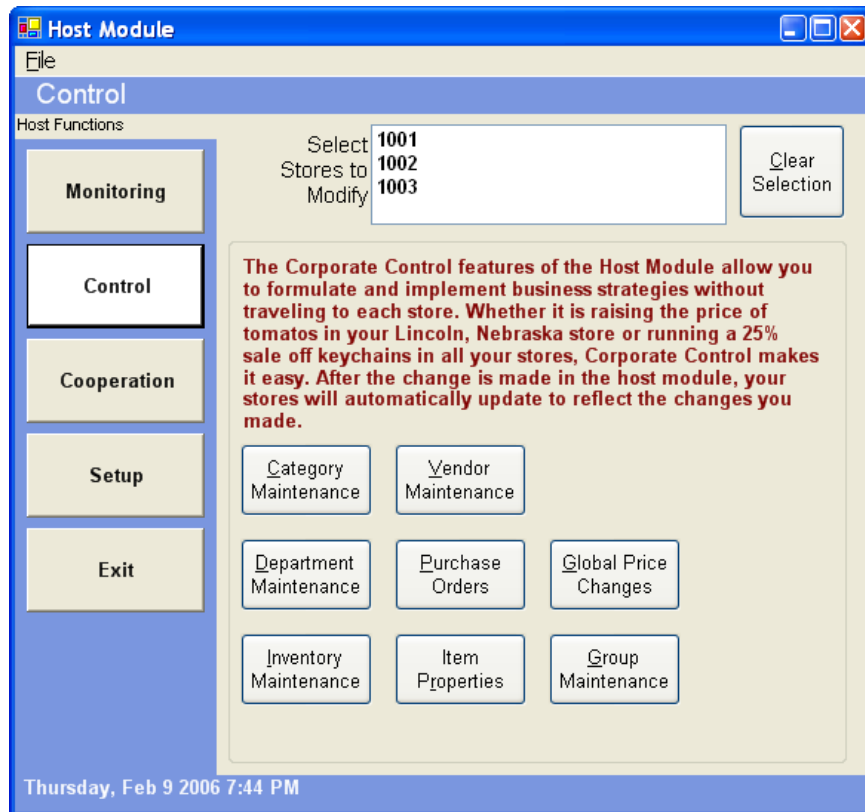 Host Module
File
Control
Host Functions
Monitoring
Control
Cooperation
Setup
Exit
Select
Stores to
Modify
1001
1002
1003
Clear
Selection
The Corporate Control features of the Host Module allow you
to formulate and implement business strategies without
traveling to each store. Whether it is raising the price of
tomatos in your Lincoln, Nebraska store or running a 25%
sale off keychains in all your stores, Corporate Control makes
it easy. After the change is made in the host module, your
stores will automatically update to reflect the changes you
made.
Category
Maintenance
Vendor
Maintenance
Department
Maintenance
Purchase
Orders
Global Price
Changes
Inventory
Maintenance
Item
Properties
Group
Maintenance
Thursday, Feb 9 2006 7:44 PM